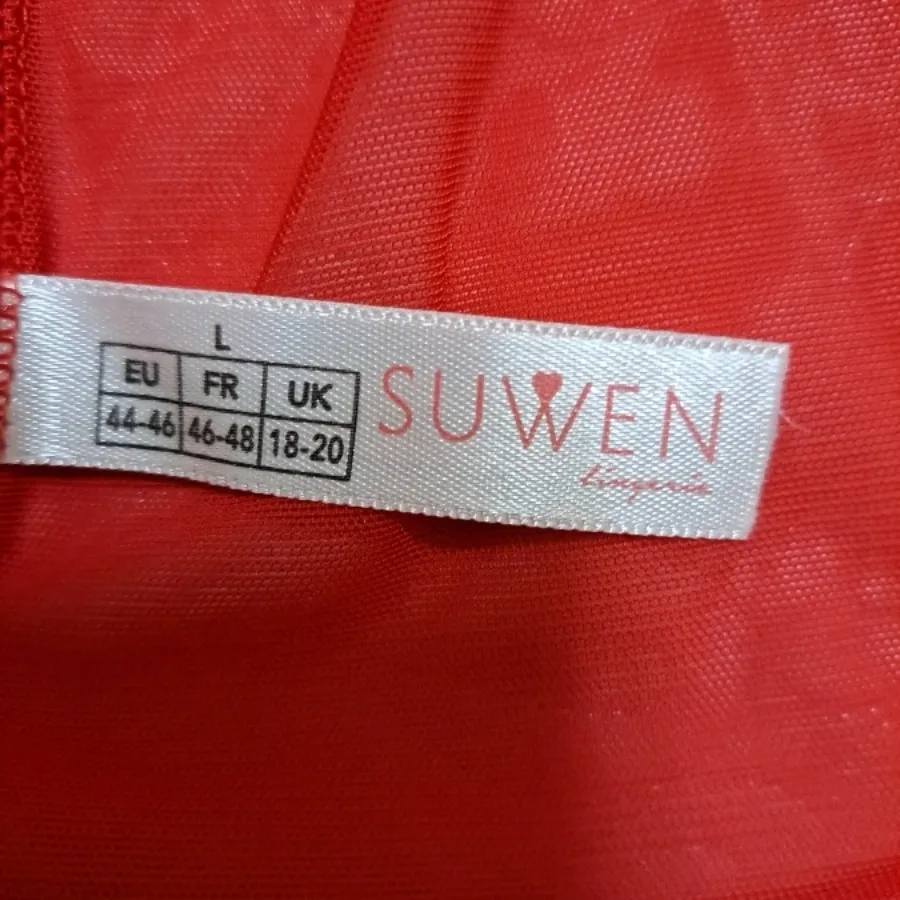 L
EU FR UK
44-46 46-48 18-20
SUWEN
lingerie